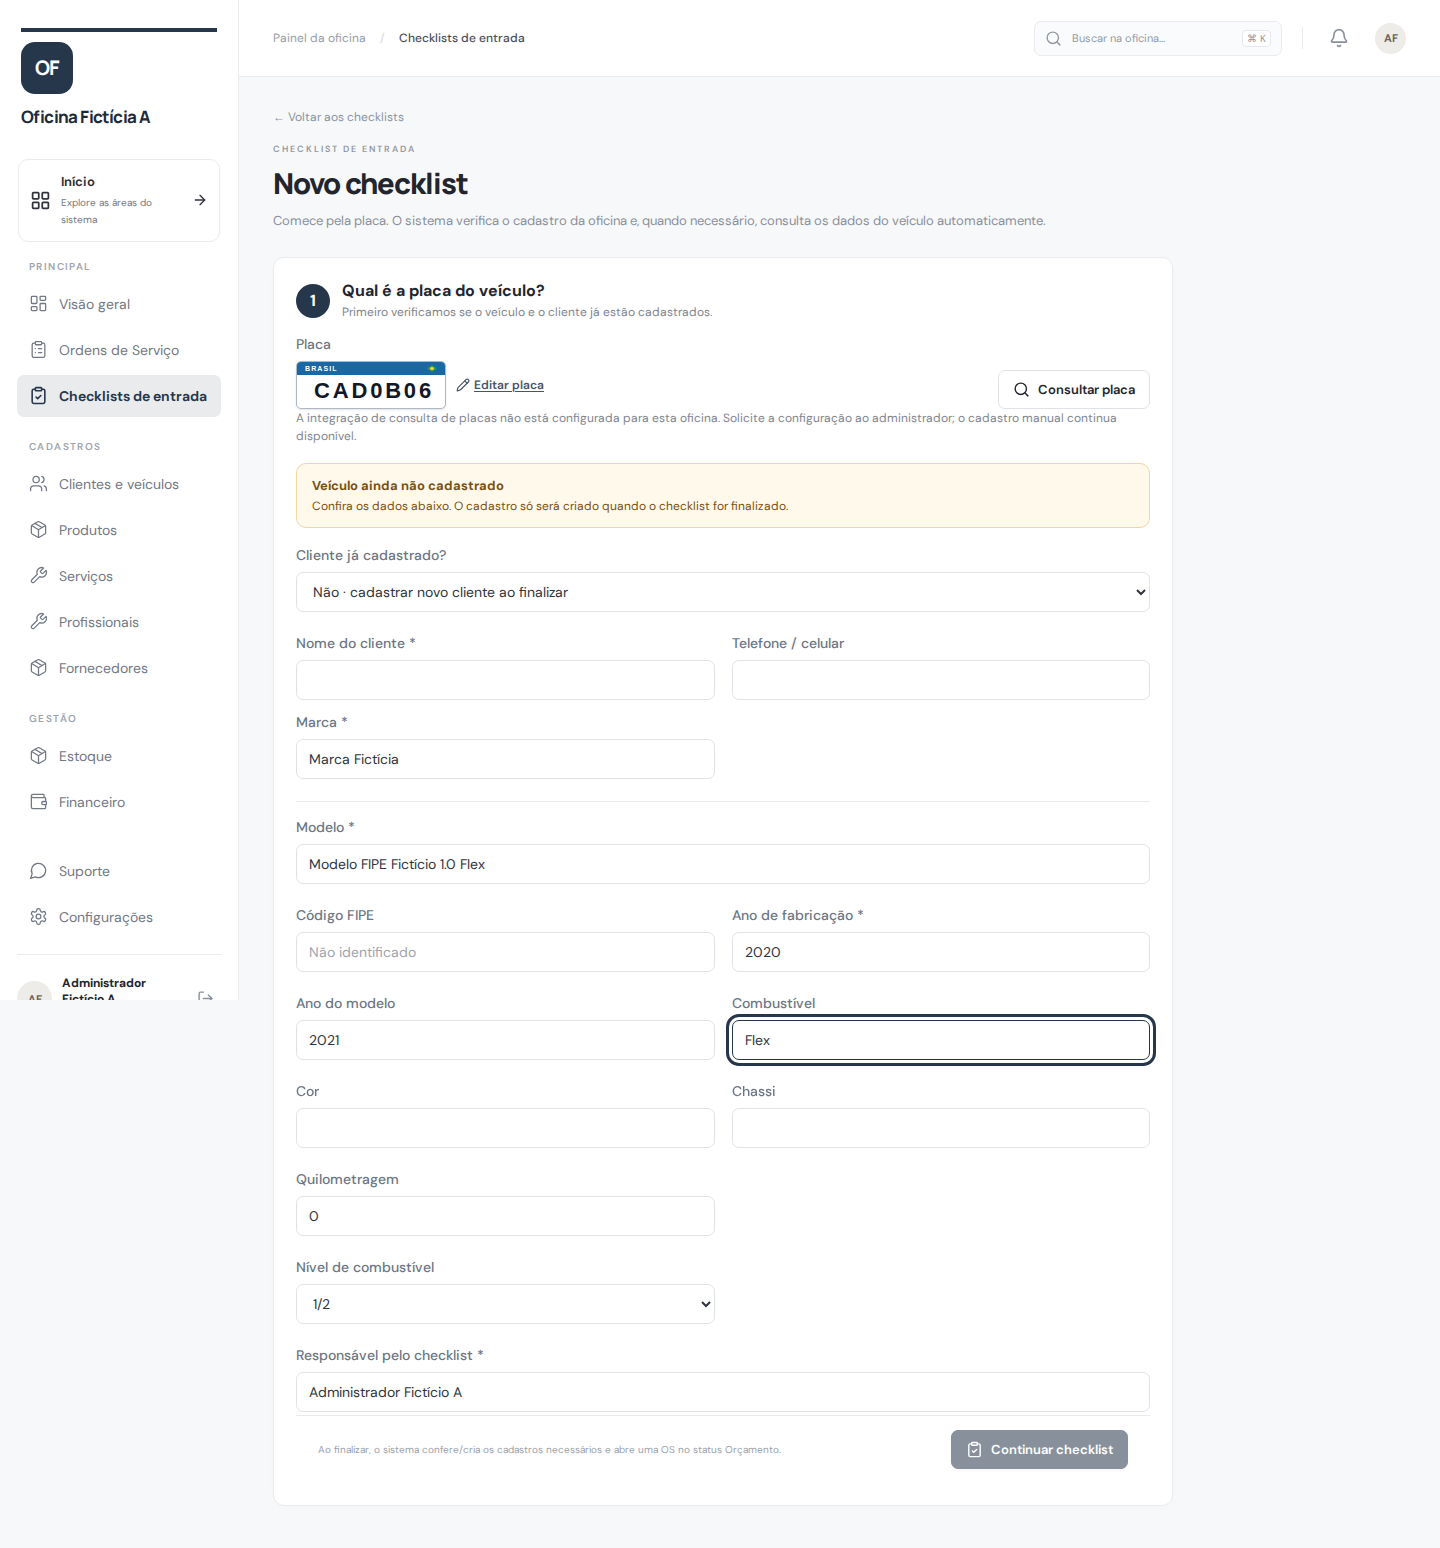 OF
Oficina Fictícia A
Início
Explore as áreas do
sistema
PRINCIPAL
Visão geral
Ordens de Serviço
Checklists de entrada
CADASTROS
Clientes e veículos
Produtos
Serviços
Profissionais
Fornecedores
GESTÃO
Estoque
Financeiro
Suporte
Configurações
AF
Administrador
Fictício A
Painel da oficina / Checklists de entrada
Buscar na oficina... ⌘ K
AF
← Voltar aos checklists
CHECKLIST DE ENTRADA
Novo checklist
Comece pela placa. O sistema verifica o cadastro da oficina e, quando necessário, consulta os dados do veículo automaticamente.
1
Qual é a placa do veículo?
Primeiro verificamos se o veículo e o cliente já estão cadastrados.
Placa
BRASIL
CAD0B06
Editar placa
Consultar placa
A integração de consulta de placas não está configurada para esta oficina. Solicite a configuração ao administrador; o cadastro manual continua
disponível.
Veículo ainda não cadastrado
Confira os dados abaixo. O cadastro só será criado quando o checklist for finalizado.
Cliente já cadastrado?
Não · cadastrar novo cliente ao finalizar
Nome do cliente *
Telefone / celular
Marca *
Marca Fictícia
Modelo *
Modelo FIPE Fictício 1.0 Flex
Código FIPE
Não identificado
Ano de fabricação *
2020
Ano do modelo
2021
Combustível
Flex
Cor
Chassi
Quilometragem
0
Nível de combustível
1/2
Responsável pelo checklist *
Administrador Fictício A
Ao finalizar, o sistema confere/cria os cadastros necessários e abre uma OS no status Orçamento.
Continuar checklist